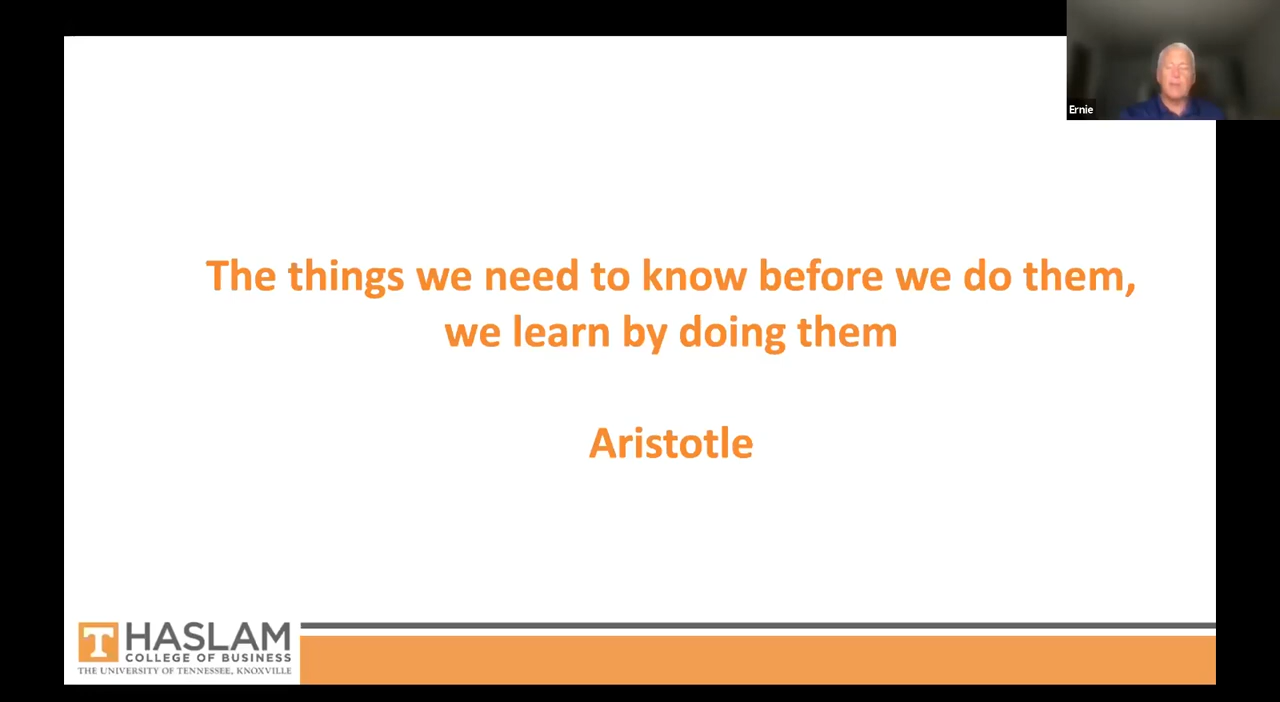 Ernie
The things we need to know before we do them,
we learn by doing them
Aristotle
T HASLAM
COLLEGE OF BUSINESS
THE UNIVERSITY OF TENNESSEE, KNOXVILLE